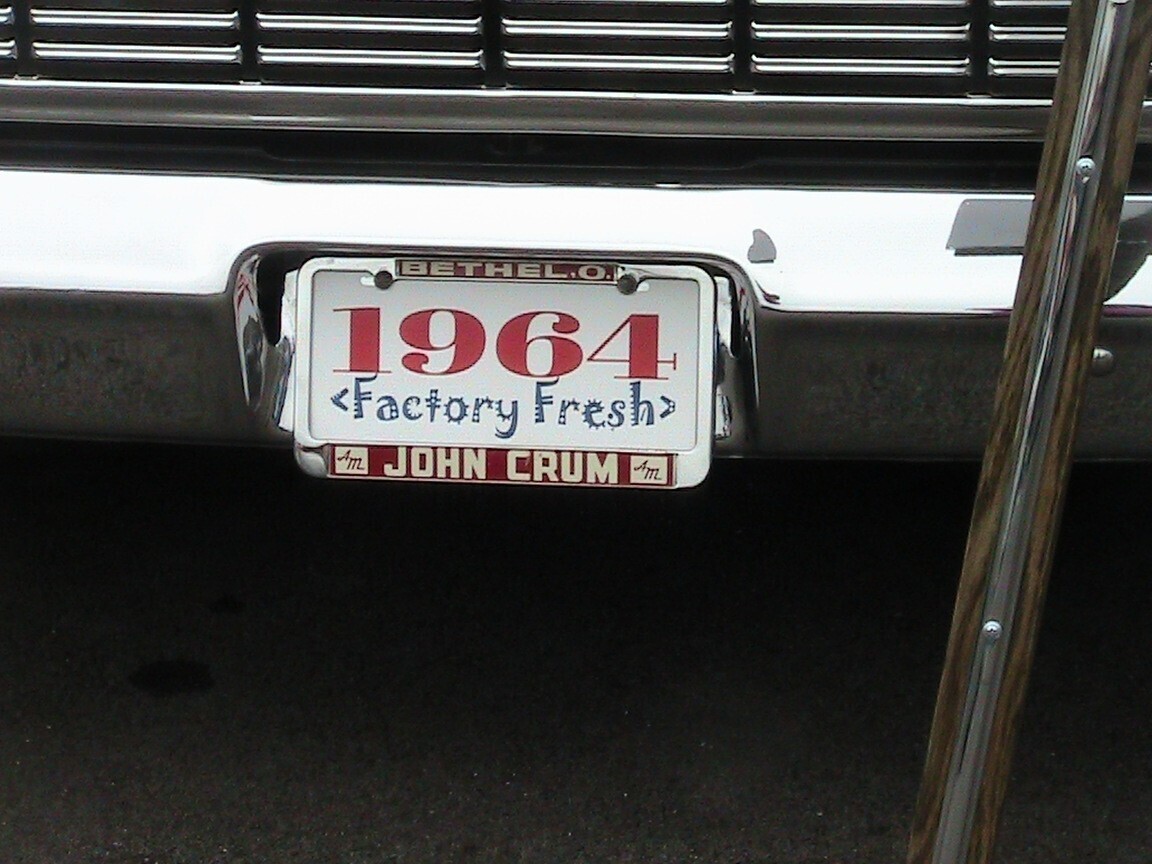 BETHEL.O.
1964
<Factory Fresh>
AM JOHN CRUM AM